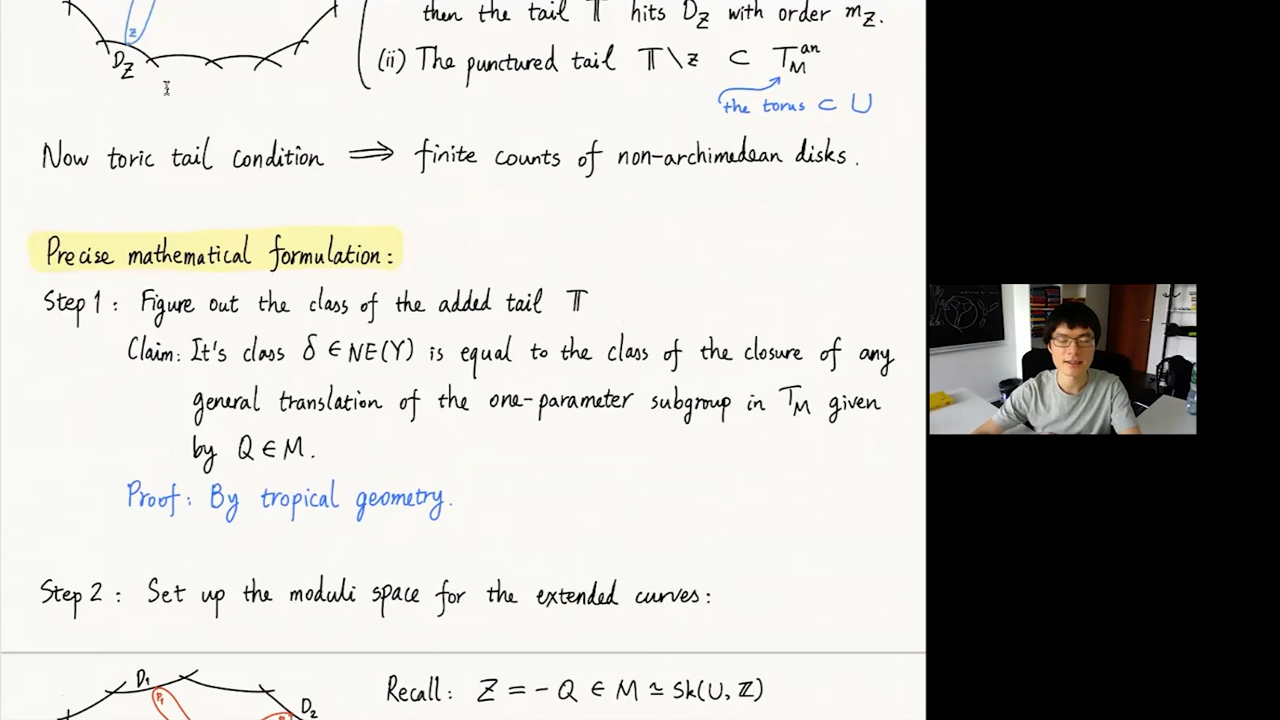 then the tail 𝕋 hits D_Z with order m_Z.
z
D_Z
(ii) The punctured tail 𝕋\z ⊂ T_M^an
the torus ⊂ U
Now toric tail condition ⟹ finite counts of non-archimedean disks.
Precise mathematical formulation:
Step 1: Figure out the class of the added tail 𝕋
Claim: It's class δ ∈ NE(Y) is equal to the class of the closure of any
general translation of the one-parameter subgroup in T_M given
by Q ∈ M.
Proof: By tropical geometry.
Step 2: Set up the moduli space for the extended curves:
D_1
P_1
D_2
Recall: Z = -Q ∈ M ≃ Sk(U, ℤ)